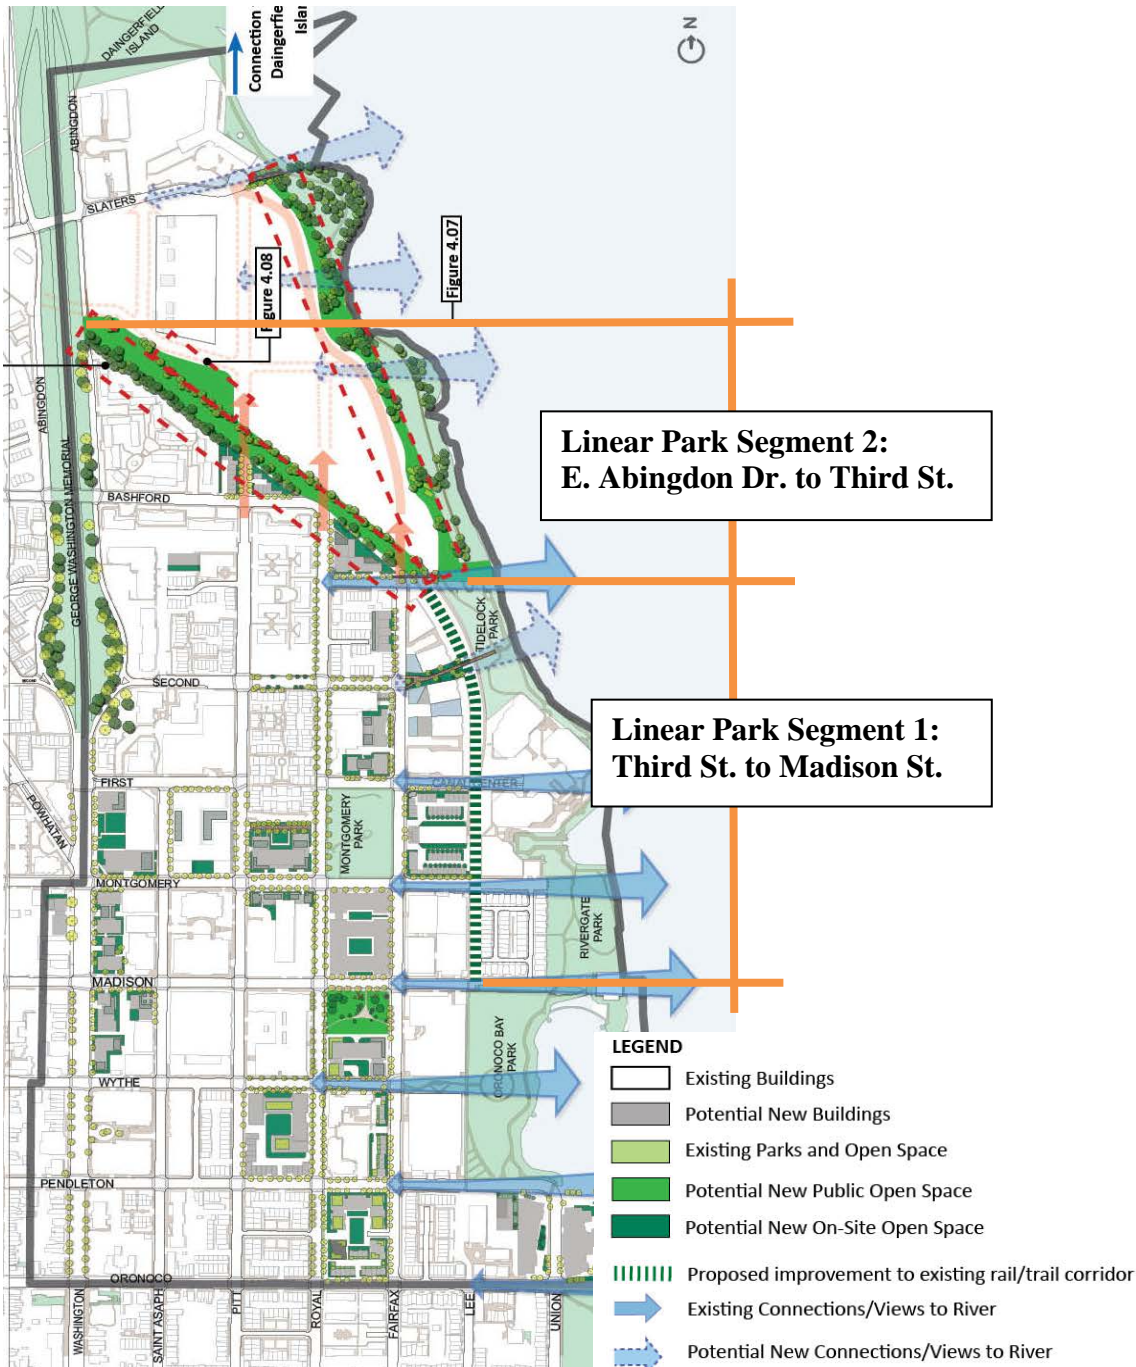 DAINGERFIELD
ISLAND
Connection
Daingerfie
Islan
N
ABINGDON
SLATERS
Figure 4.07
Figure 4.08
ABINGDON
GEORGE WASHINGTON MEMORIAL
Linear Park Segment 2:
E. Abingdon Dr. to Third St.
BASHFORD
TIDELOCK
PARK
SECOND
SECOND
Linear Park Segment 1:
Third St. to Madison St.
FIRST
CANAL CENTER
POWHATAN
MONTGOMERY
PARK
MONTGOMERY
RIVERGATE
PARK
MADISON
ORONOCO BAY
PARK
WYTHE
PENDLETON
ORONOCO
WASHINGTON
SAINT ASAPH
PITT
ROYAL
FAIRFAX
LEE
UNION
LEGEND
Existing Buildings
Potential New Buildings
Existing Parks and Open Space
Potential New Public Open Space
Potential New On-Site Open Space
Proposed improvement to existing rail/trail corridor
Existing Connections/Views to River
Potential New Connections/Views to River